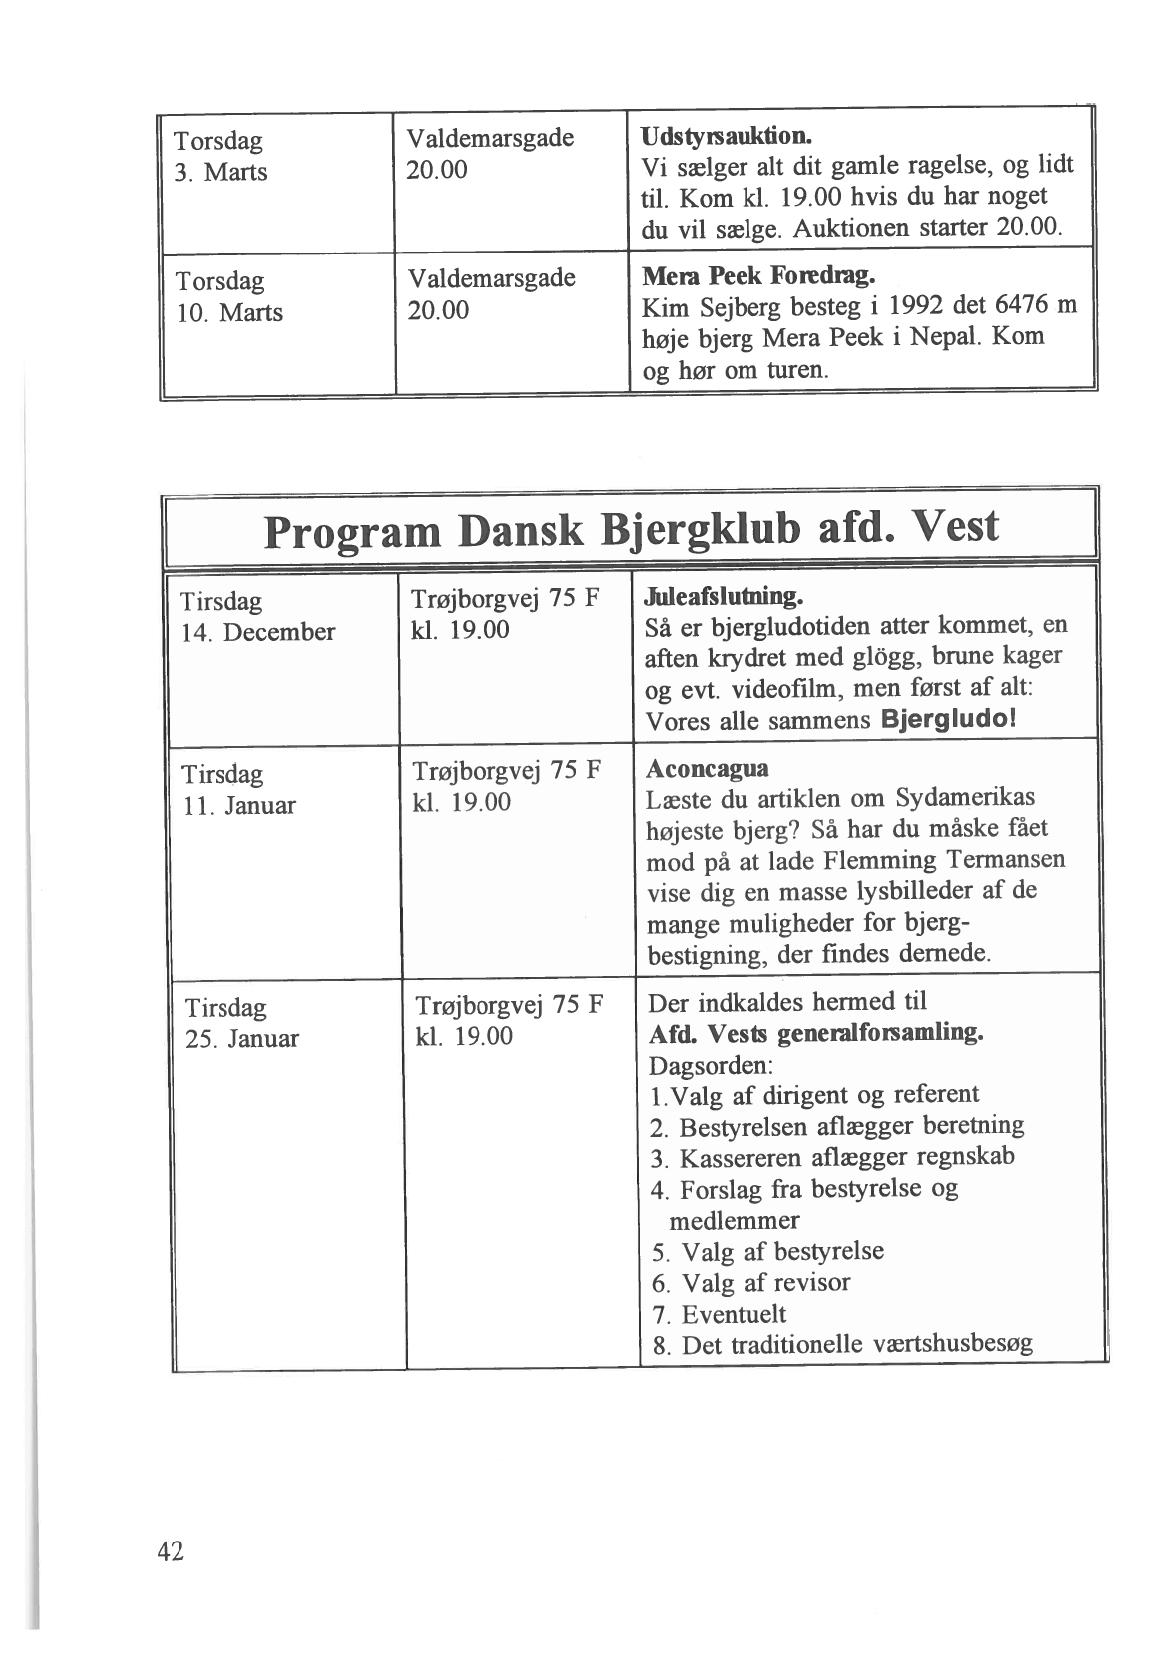 Torsdag
3. Marts
Valdemarsgade
20.00
Udstyrsauktion.
Vi sælger alt dit gamle ragelse, og lidt
til. Kom kl. 19.00 hvis du har noget
du vil sælge. Auktionen starter 20.00.
Torsdag
10. Marts
Valdemarsgade
20.00
Mera Peek Foredrag.
Kim Sejberg besteg i 1992 det 6476 m
høje bjerg Mera Peek i Nepal. Kom
og hør om turen.
Program Dansk Bjergklub afd. Vest
Tirsdag
14. December
Trøjborgvej 75 F
kl. 19.00
Juleafslutning.
Så er bjergludotiden atter kommet, en
aften krydret med glögg, brune kager
og evt. videofilm, men først af alt:
Vores alle sammens Bjergludo!
Tirsdag
11. Januar
Trøjborgvej 75 F
kl. 19.00
Aconcagua
Læste du artiklen om Sydamerikas
højeste bjerg? Så har du måske fået
mod på at lade Flemming Termansen
vise dig en masse lysbilleder af de
mange muligheder for bjerg-
bestigning, der findes dernede.
Tirsdag
25. Januar
Trøjborgvej 75 F
kl. 19.00
Der indkaldes hermed til
Afd. Vests generalforsamling.
Dagsorden:
1.Valg af dirigent og referent
2. Bestyrelsen aflægger beretning
3. Kassereren aflægger regnskab
4. Forslag fra bestyrelse og
medlemmer
5. Valg af bestyrelse
6. Valg af revisor
7. Eventuelt
8. Det traditionelle værtshusbesøg
42